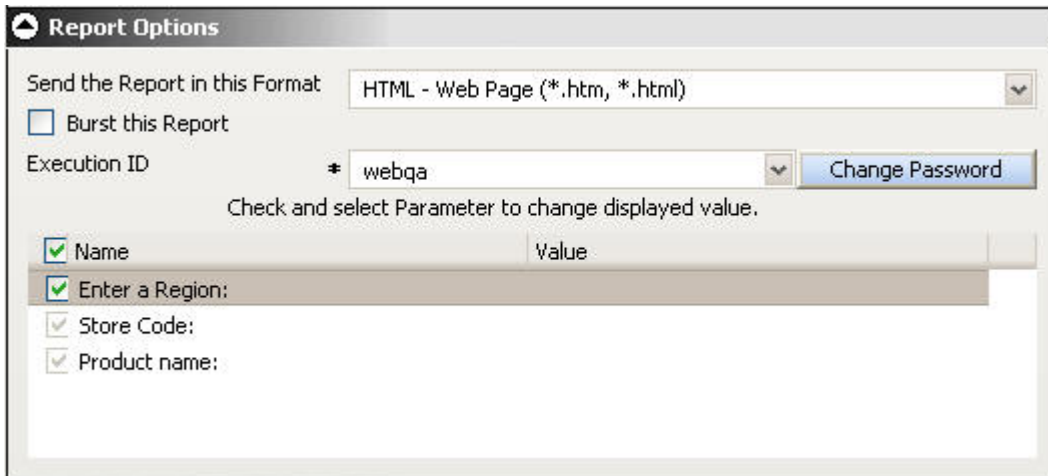 Report Options
Send the Report in this Format HTML - Web Page (*.htm, *.html)
Burst this Report
Execution ID * webqa Change Password
Check and select Parameter to change displayed value.
Name Value
Enter a Region:
Store Code:
Product name: